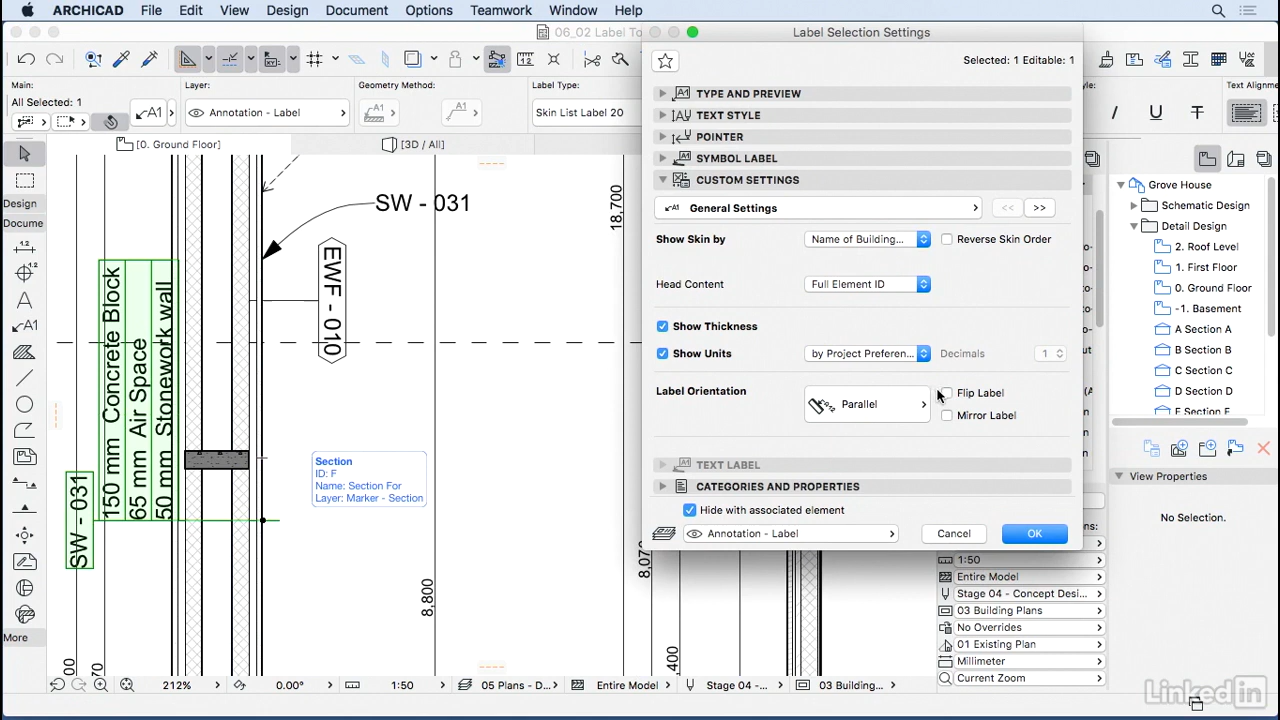 ARCHICAD File Edit View Design Document Options Teamwork Window Help
06_02 Label To
Label Selection Settings
Selected: 1 Editable: 1
Main:
All Selected: 1
Layer:
Annotation - Label
Geometry Method:
Label Type:
Skin List Label 20
Text Alignme
[0. Ground Floor]
[3D / All]
TYPE AND PREVIEW
TEXT STYLE
POINTER
SYMBOL LABEL
CUSTOM SETTINGS
General Settings
<< >>
Show Skin by
Name of Building...
Reverse Skin Order
Head Content
Full Element ID
Show Thickness
Show Units
by Project Preferen...
Decimals
1
Label Orientation
Parallel
Flip Label
Mirror Label
TEXT LABEL
CATEGORIES AND PROPERTIES
Hide with associated element
Annotation - Label
Cancel
OK
Design
Docume
More
SW - 031
EWF - 010
18,700
150 mm Concrete Block
65 mm Air Space
50 mm Stonework wall
SW - 031
Section
ID: F
Name: Section For
Layer: Marker - Section
8,800
8,07
,400
00
70
Grove House
Schematic Design
Detail Design
2. Roof Level
1. First Floor
0. Ground Floor
-1. Basement
A Section A
B Section B
C Section C
D Section D
E Section E
View Properties
No Selection.
ns:
1:50
Entire Model
Stage 04 - Concept Desi...
03 Building Plans
No Overrides
01 Existing Plan
Millimeter
Current Zoom
212%
0.00°
1:50
05 Plans - D...
Entire Model
Stage 04 -...
03 Building...
Linked in